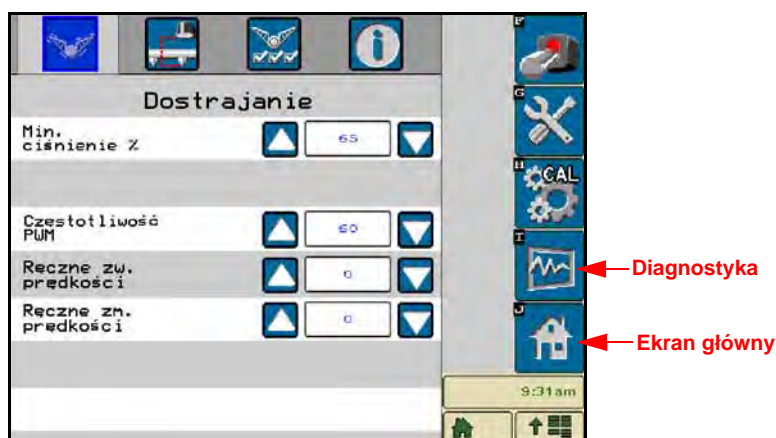 Dostrajanie
Min.
ciśnienie %
65
Częstotliwość
PWM
60
Ręczne zw.
prędkości
0
Ręczne zm.
prędkości
0
F
G
H
CAL
I
J
Diagnostyka
Ekran główny
9:31am